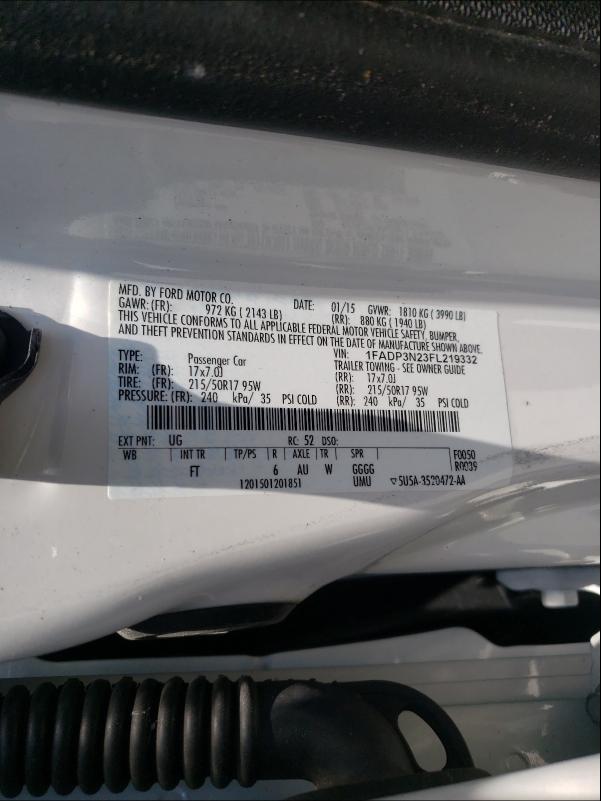 MFD. BY FORD MOTOR CO. DATE: 01/15 GVWR: 1810 KG ( 3990 LB)
GAWR: (FR): 972 KG ( 2143 LB) (RR): 880 KG ( 1940 LB)
THIS VEHICLE CONFORMS TO ALL APPLICABLE FEDERAL MOTOR VEHICLE SAFETY, BUMPER,
AND THEFT PREVENTION STANDARDS IN EFFECT ON THE DATE OF MANUFACTURE SHOWN ABOVE.
VIN: 1FADP3N23FL219332
TYPE: Passenger Car TRAILER TOWING - SEE OWNER GUIDE
RIM: (FR): 17x7.0J (RR): 17x7.0J
TIRE: (FR): 215/50R17 95W (RR): 215/50R17 95W
PRESSURE: (FR): 240 kPa/ 35 PSI COLD (RR): 240 kPa/ 35 PSI COLD
EXT PNT: UG RC: 52 DSO:
WB INT TR TP/PS R AXLE TR SPR F0050
FT 6 AU W GGGG R0039
1201501201851 UMU ▽5U5A-3520472-AA